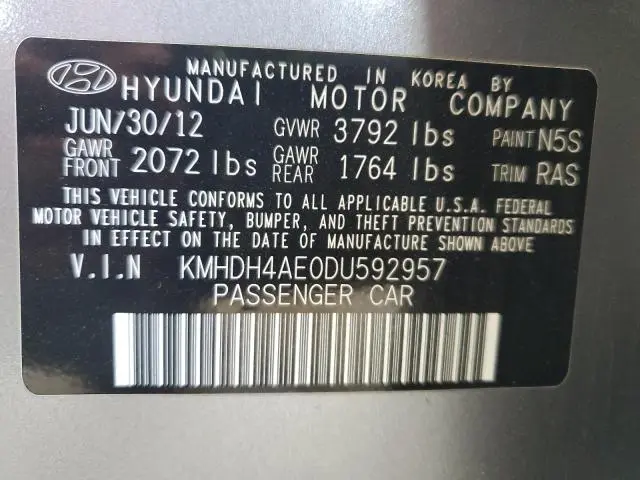 MANUFACTURED IN KOREA BY
HYUNDAI MOTOR COMPANY
JUN/30/12 GVWR 3792 lbs PAINT N5S
GAWR FRONT 2072 lbs GAWR REAR 1764 lbs TRIM RAS
THIS VEHICLE CONFORMS TO ALL APPLICABLE U.S.A. FEDERAL
MOTOR VEHICLE SAFETY, BUMPER, AND THEFT PREVENTION STANDARDS
IN EFFECT ON THE DATE OF MANUFACTURE SHOWN ABOVE.
V.I.N KMHDH4AE0DU592957
PASSENGER CAR